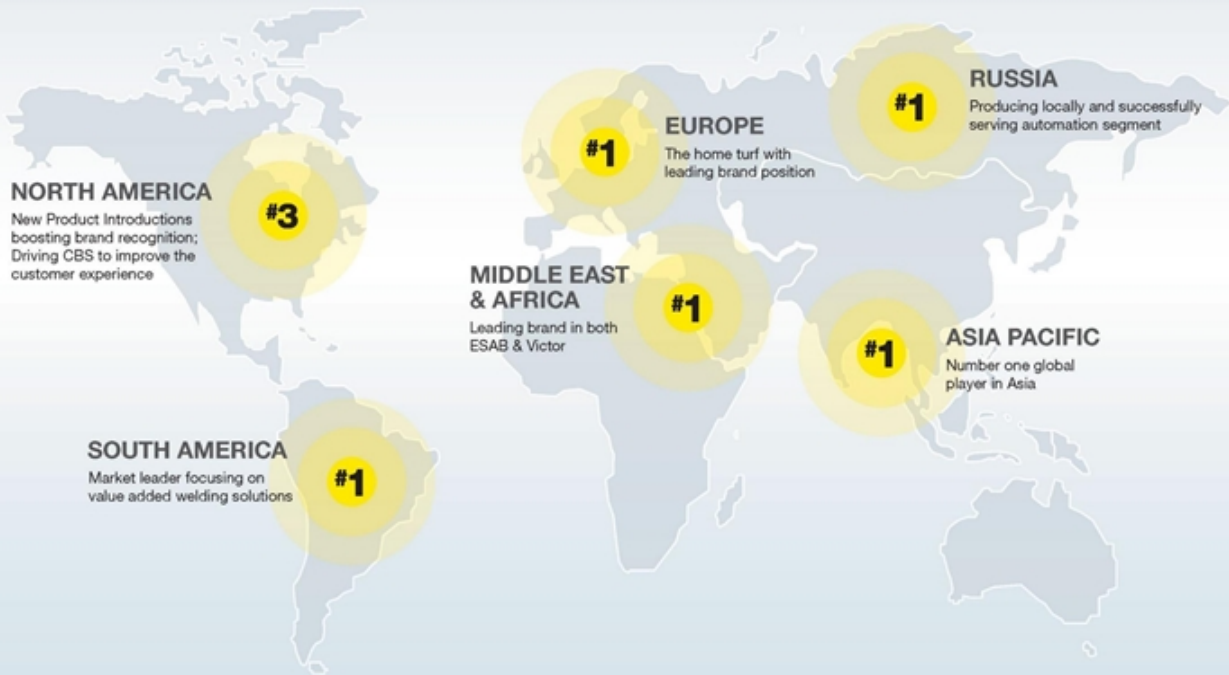 NORTH AMERICA
New Product Introductions
boosting brand recognition;
Driving CBS to improve the
customer experience
#3
SOUTH AMERICA
Market leader focusing on
value added welding solutions
#1
EUROPE
The home turf with
leading brand position
#1
MIDDLE EAST
& AFRICA
Leading brand in both
ESAB & Victor
#1
RUSSIA
Producing locally and successfully
serving automation segment
#1
ASIA PACIFIC
Number one global
player in Asia
#1